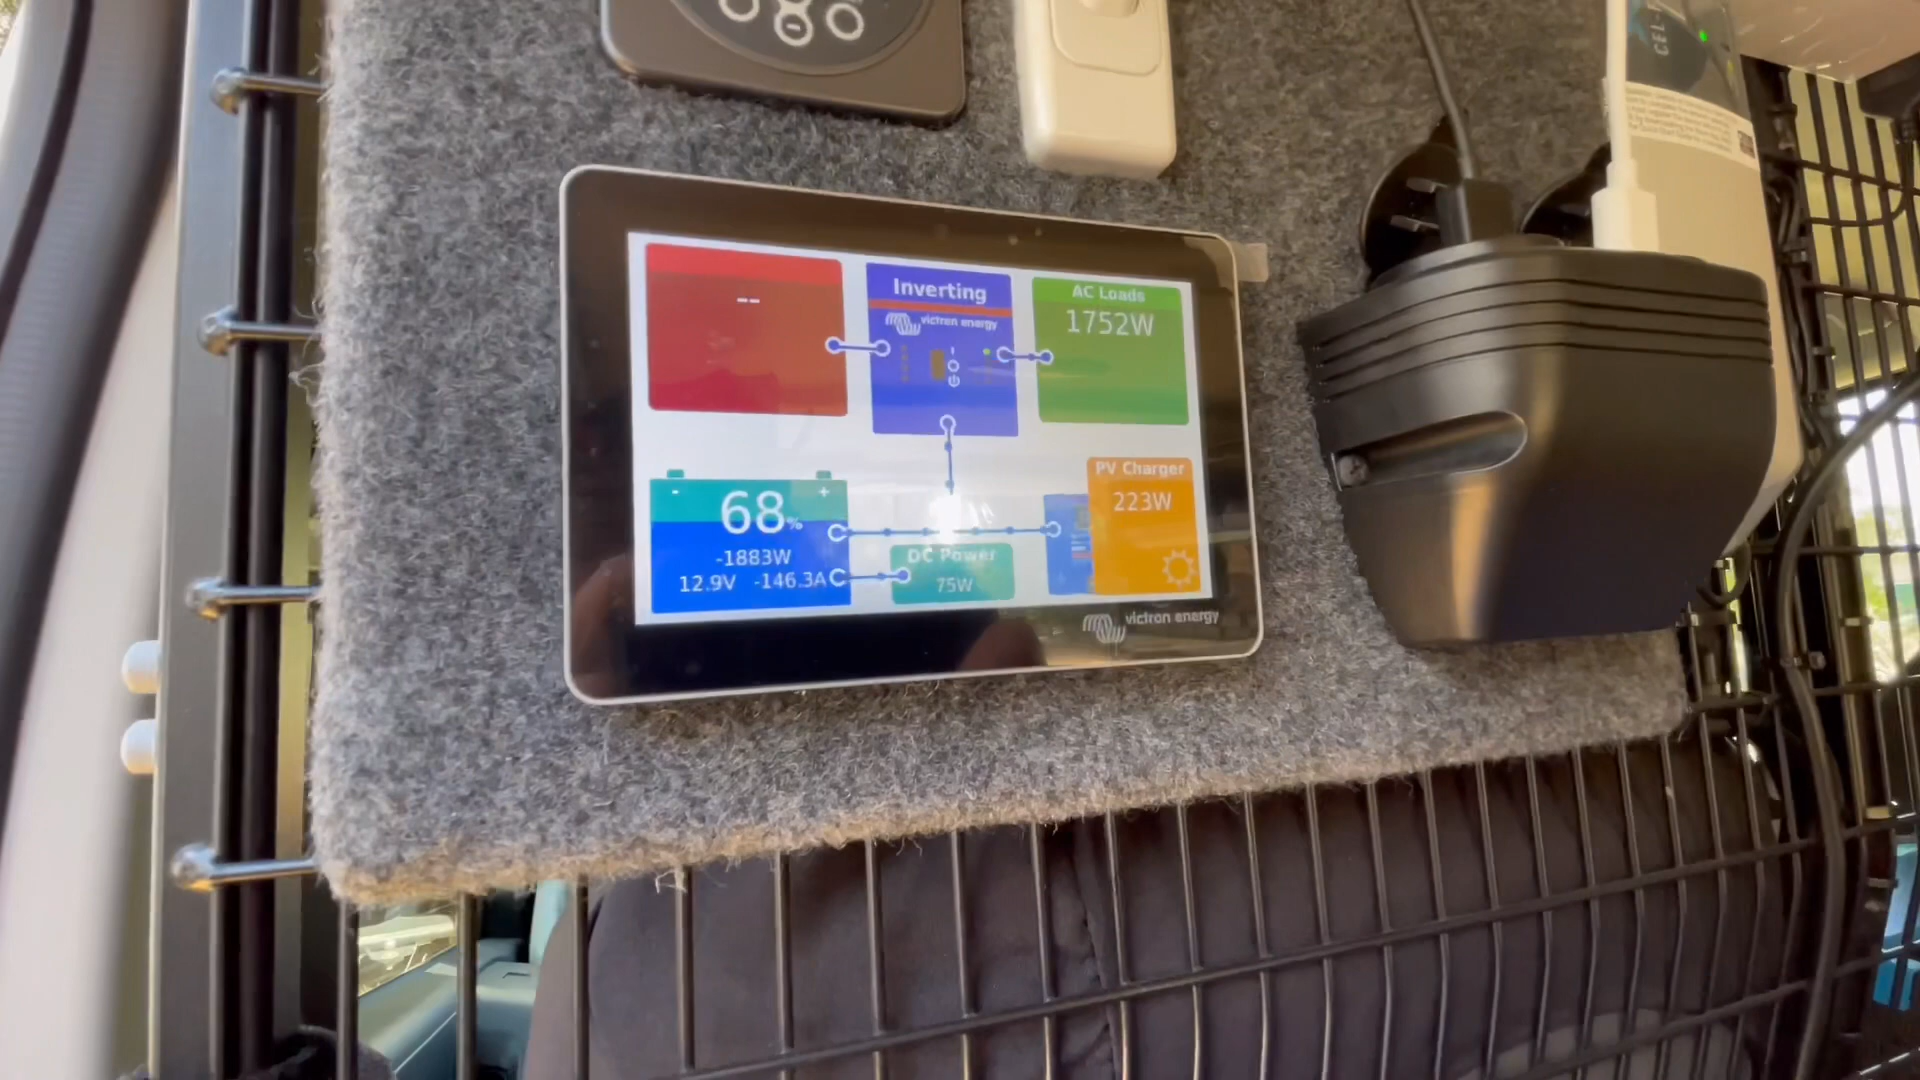 CEL
--
Inverting
victron energy
AC Loads
1752W
68%
-1883W
12.9V -146.3A
DC Power
75W
PV Charger
223W
victron energy